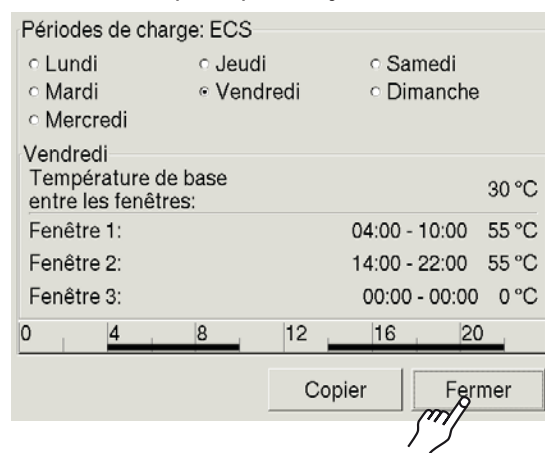 Périodes de charge: ECS
Lundi Jeudi Samedi
Mardi Vendredi Dimanche
Mercredi
Vendredi
Température de base
entre les fenêtres: 30 °C
Fenêtre 1: 04:00 - 10:00 55 °C
Fenêtre 2: 14:00 - 22:00 55 °C
Fenêtre 3: 00:00 - 00:00 0 °C
0 4 8 12 16 20
Copier Fermer